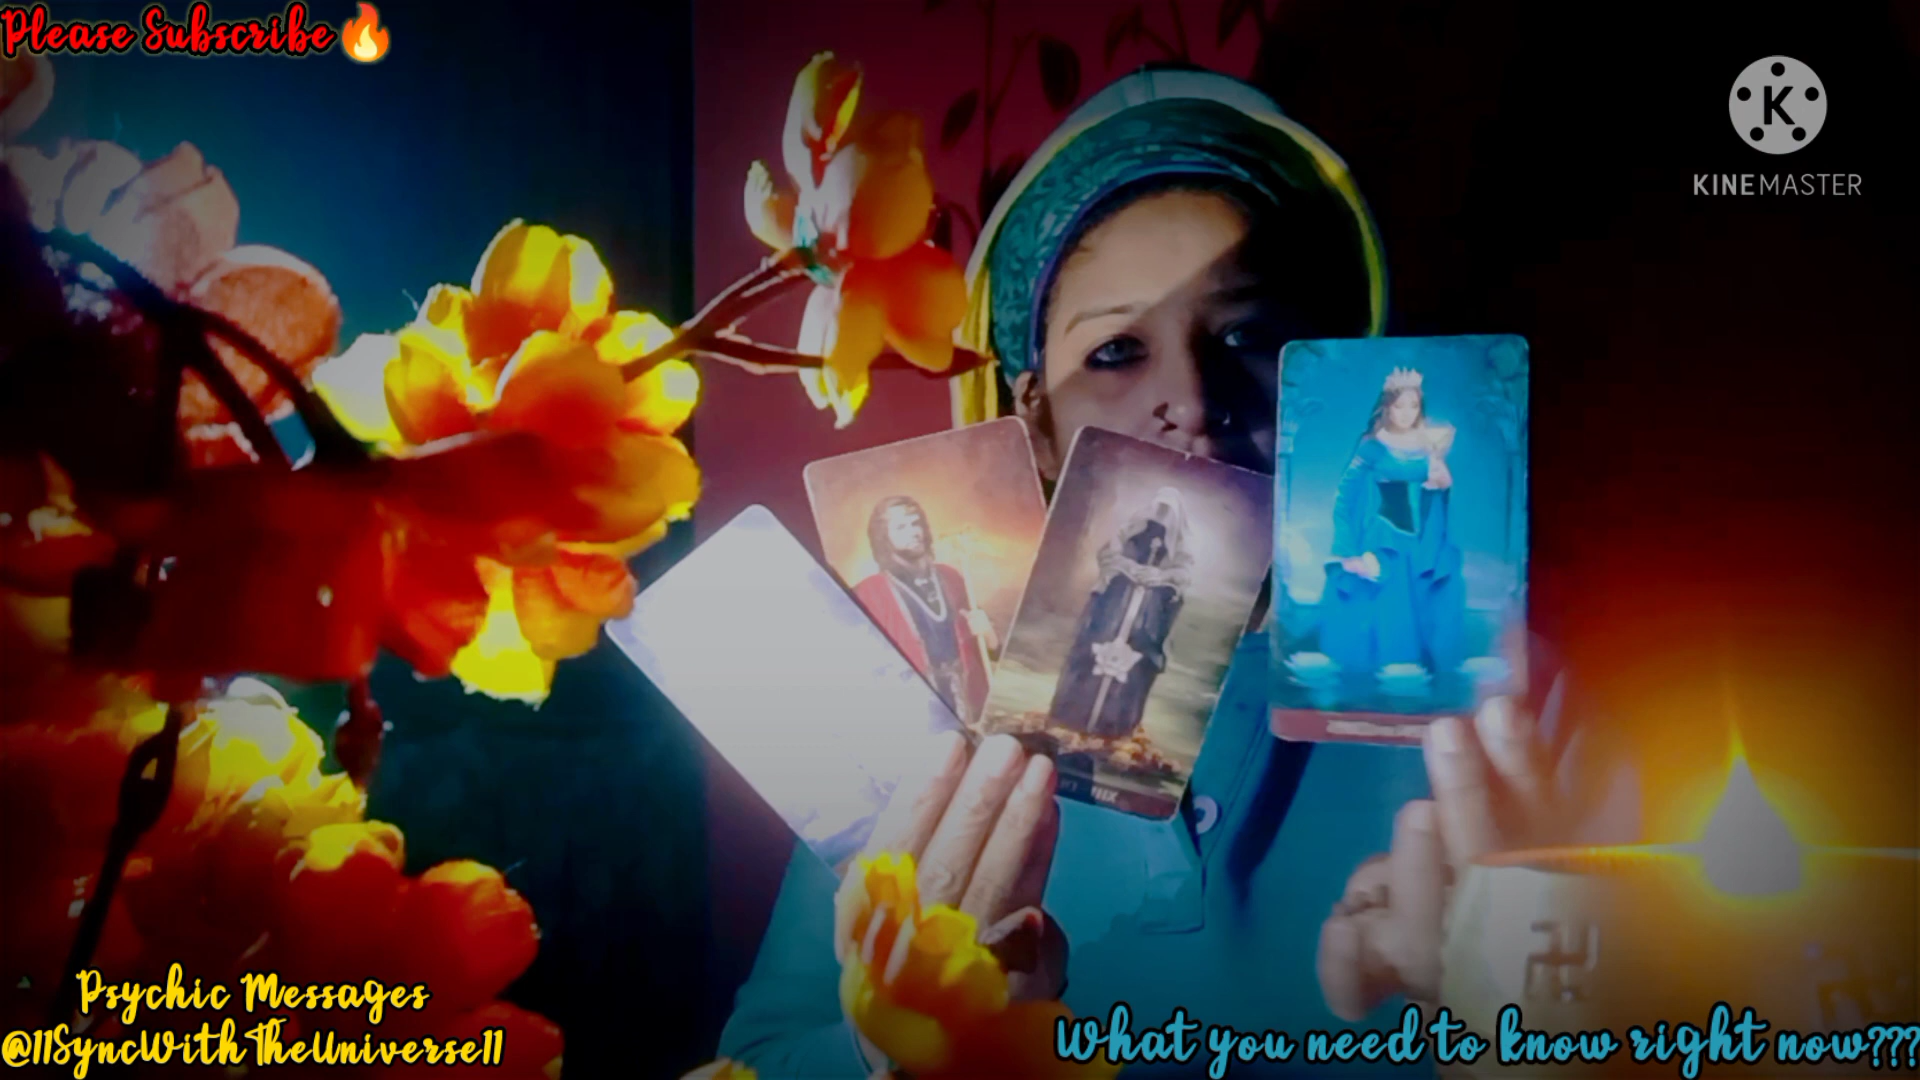 Please Subscribe🔥
K
KINEMASTER
Psychic Messages
@11SyncWithTheUniverse11
What you need to know right now???